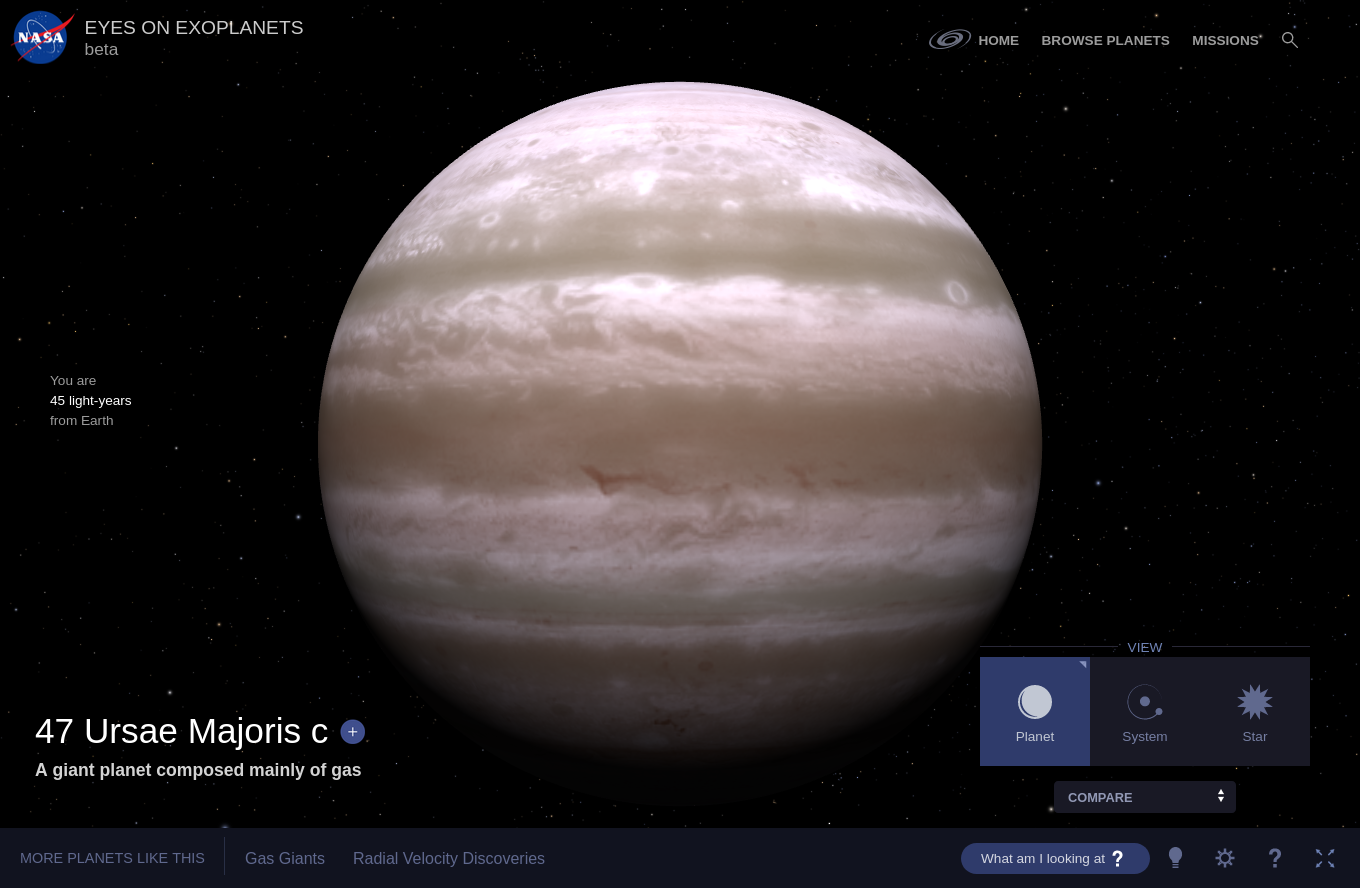 NASA
EYES ON EXOPLANETS
beta
HOME
BROWSE PLANETS
MISSIONS
You are
45 light-years
from Earth
VIEW
Planet
System
Star
47 Ursae Majoris c +
A giant planet composed mainly of gas
COMPARE
MORE PLANETS LIKE THIS
Gas Giants
Radial Velocity Discoveries
What am I looking at ?
?